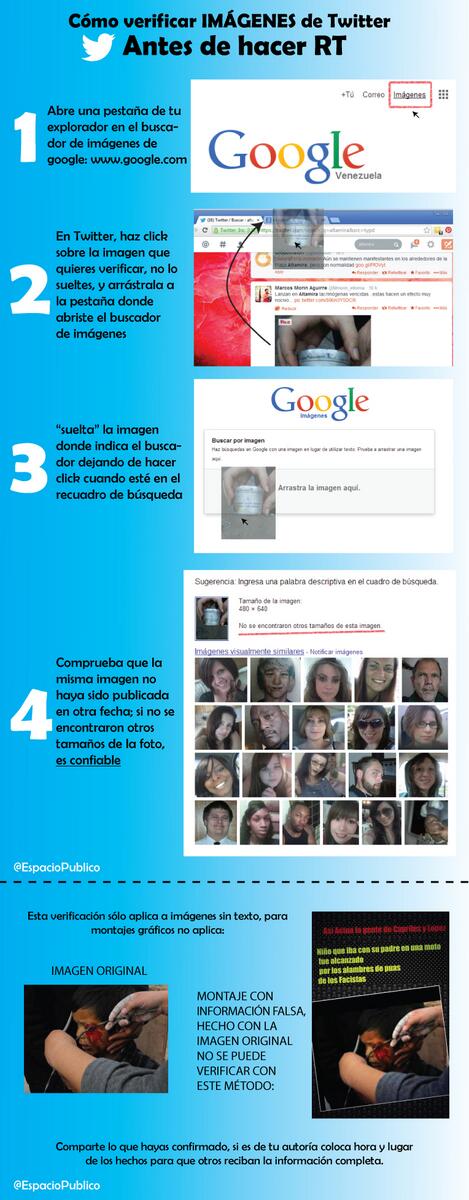 Cómo verificar IMÁGENES de Twitter
Antes de hacer RT
1
Abre una pestaña de tu
explorador en el busca-
dor de imágenes de
google: www.google.com
+Tú Correo Imágenes
Google
Venezuela
2
En Twitter, haz click
sobre la imagen que
quieres verificar, no lo
sueltes, y arrástrala a
la pestaña donde
abriste el buscador
de imágenes
Marcos Morin Aguirre
3
"suelta" la imagen
donde indica el busca-
dor dejando de hacer
click cuando esté en el
recuadro de búsqueda
Google
imágenes
Buscar por imagen
Haz búsquedas en Google con una imagen en lugar de utilizar texto. Prueba a arrastrar una imagen
aquí.
Arrastra la imagen aquí.
4
Comprueba que la
misma imagen no
haya sido publicada
en otra fecha; si no se
encontraron otros
tamaños de la foto,
es confiable
Sugerencia: Ingresa una palabra descriptiva en el cuadro de búsqueda.
Tamaño de la imagen:
480 × 640
No se encontraron otros tamaños de esta imagen.
Imágenes visualmente similares - Notificar imágenes
@EspacioPublico
Esta verificación sólo aplica a imágenes sin texto, para
montajes gráficos no aplica:
IMAGEN ORIGINAL
MONTAJE CON
INFORMACIÓN FALSA,
HECHO CON LA
IMAGEN ORIGINAL
NO SE PUEDE
VERIFICAR CON
ESTE MÉTODO:
Asi Actua la gente de Capriles y Lopez
Niño que iba con su padre en una moto
fue alcanzado
por los alambres de puas
de los Facistas
Comparte lo que hayas confirmado, si es de tu autoría coloca hora y lugar
de los hechos para que otros reciban la información completa.
@EspacioPublico